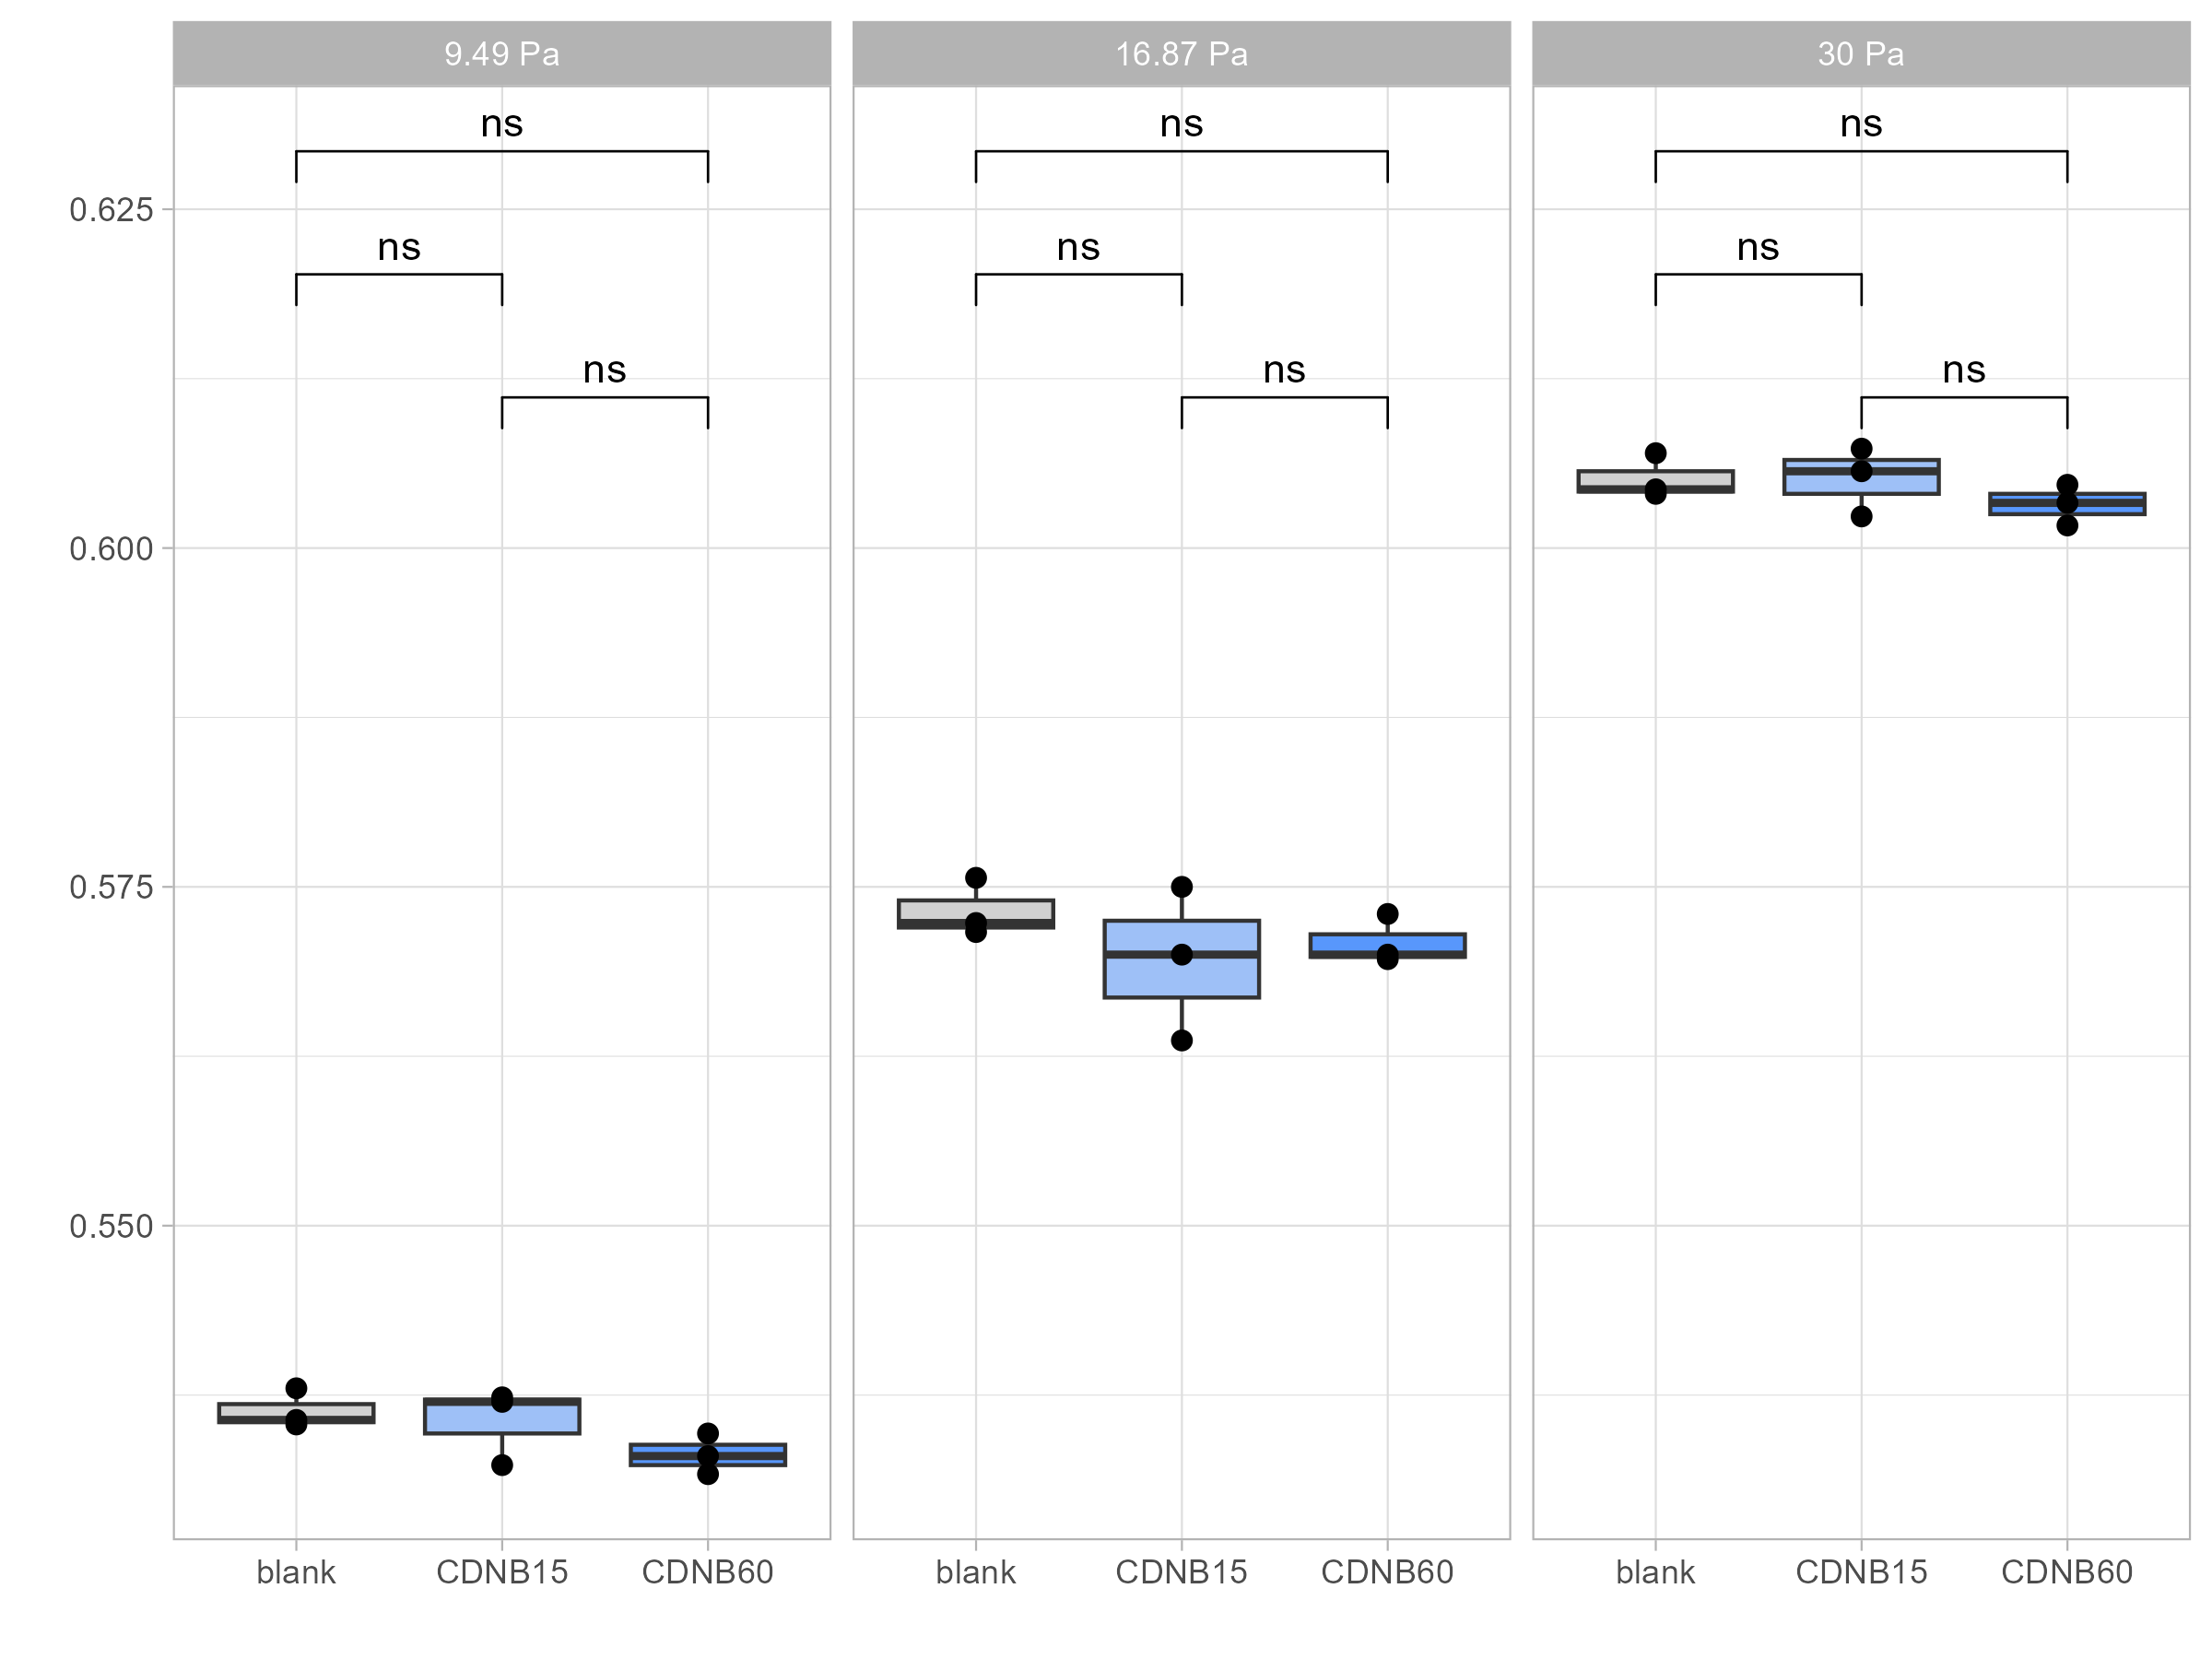 9.49 Pa 16.87 Pa 30 Pa
ns ns ns
0.625
ns ns ns
ns ns ns
0.600
0.575
0.550
blank CDNB15 CDNB60 blank CDNB15 CDNB60 blank CDNB15 CDNB60